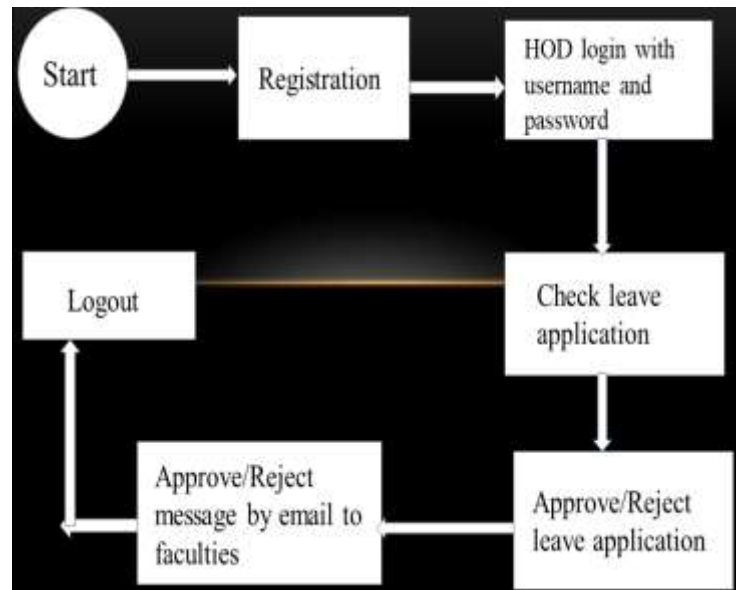 Start
Registration
HOD login with
username and
password
Check leave
application
Approve/Reject
leave application
Approve/Reject
message by email to
faculties
Logout